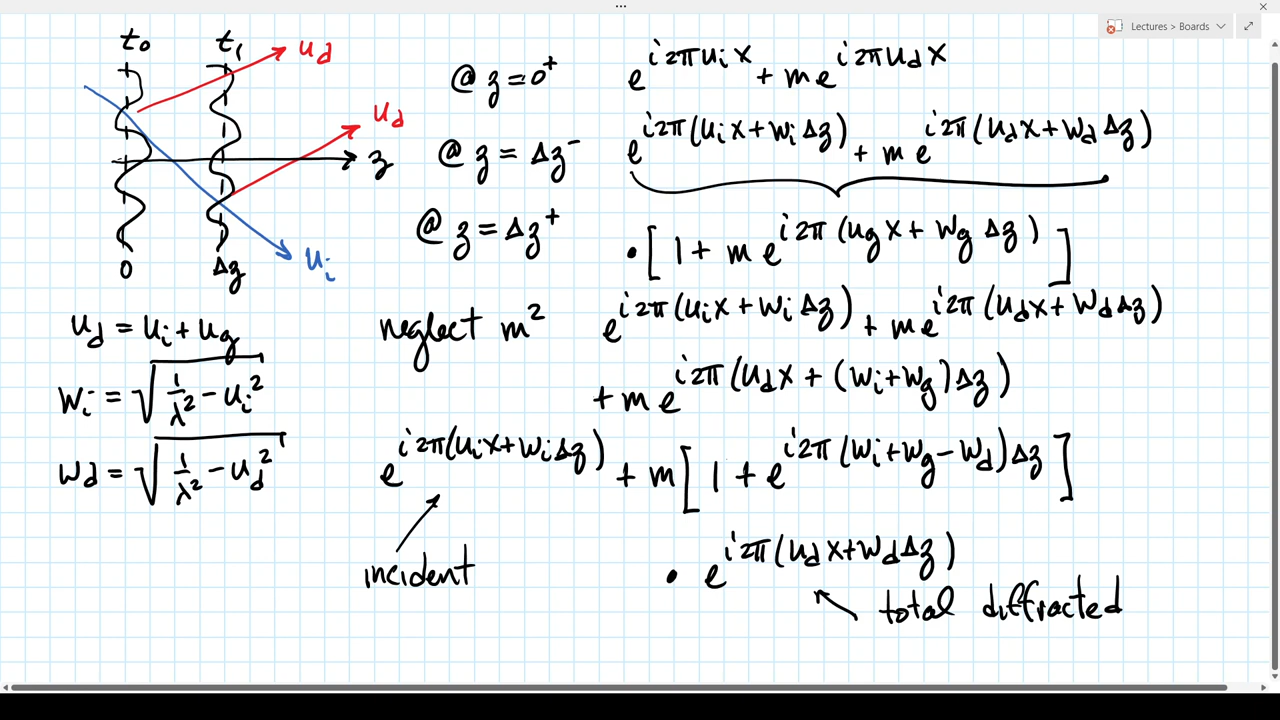 Lectures > Boards
t₀ t₁
u_d
u_d
z
u_i
0 Δz
@ z = 0⁺ e^{i2πu_i x} + m e^{i2πu_d x}
@ z = Δz⁻ e^{i2π(u_i x + w_i Δz)} + m e^{i2π(u_d x + w_d Δz)}
@ z = Δz⁺ · [1 + m e^{i2π(u_g x + w_g Δz)}]
u_d = u_i + u_g
w_i = √(1/λ² − u_i²)
w_d = √(1/λ² − u_d²)
neglect m² e^{i2π(u_i x + w_i Δz)} + m e^{i2π(u_d x + w_d Δz)}
+ m e^{i2π(u_d x + (w_i + w_g)Δz)}
e^{i2π(u_i x + w_i Δz)} + m [1 + e^{i2π(w_i + w_g − w_d)Δz}]
· e^{i2π(u_d x + w_d Δz)}
incident
total diffracted